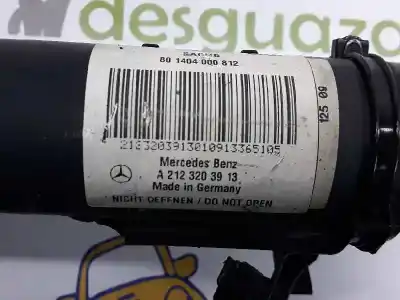 desguaza
SACHS
80 1404 000 812
125 09
2123203913010913365105
Mercedes Benz
A 212 320 39 13
Made in Germany
NICHT OEFFNEN / DO NOT OPEN